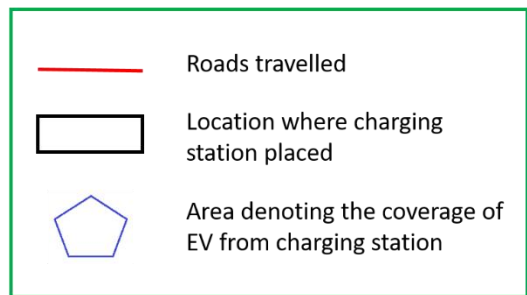 Roads travelled
Location where charging
station placed
Area denoting the coverage of
EV from charging station